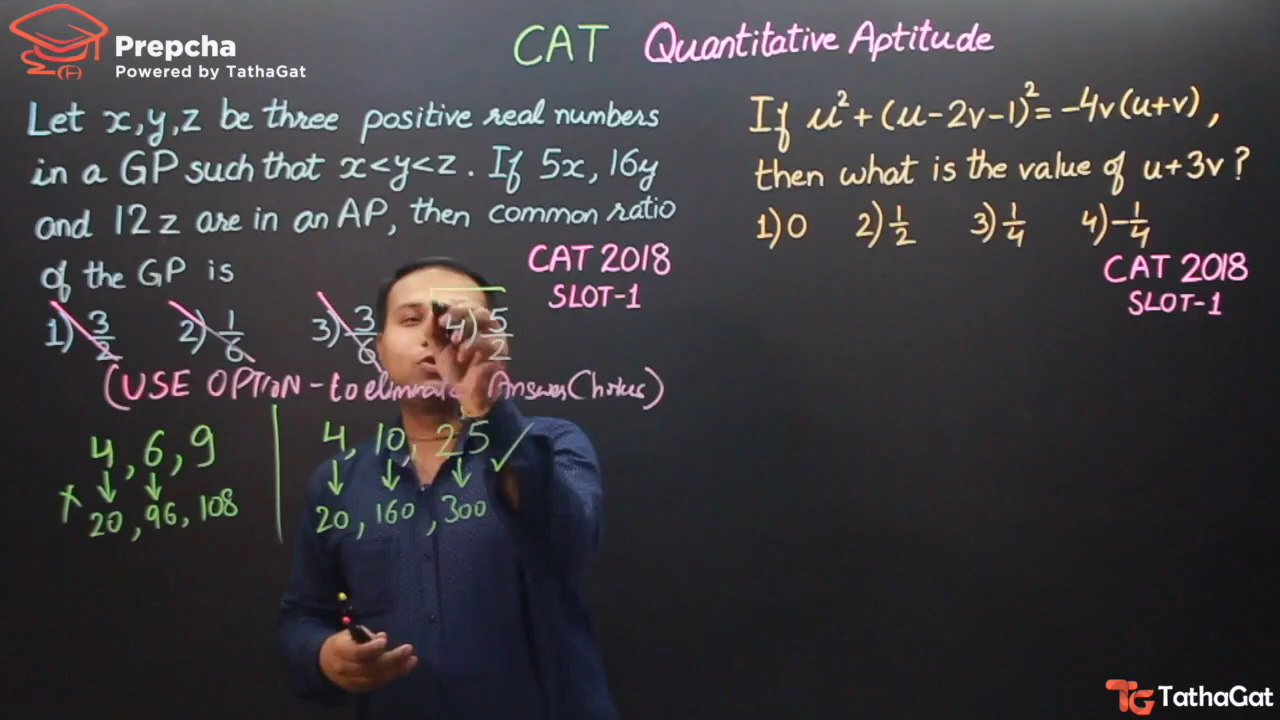 Prepcha
Powered by TathaGat
CAT Quantitative Aptitude
Let x,y,z be three positive real numbers
in a GP such that x<y<z. If 5x, 16y
and 12z are in an AP, then common ratio
of the GP is
CAT 2018
SLOT-1
1) 3/2 2) 1/6 3) 3/6 4) 5/2
(USE OPTION - to eliminate Answer Choices)
4, 6, 9
x 20, 96, 108
4, 10, 25 ✓
20, 160, 300
If u²+(u-2v-1)²=-4v(u+v),
then what is the value of u+3v?
1) 0 2) 1/2 3) 1/4 4) -1/4
CAT 2018
SLOT-1
TG TathaGat